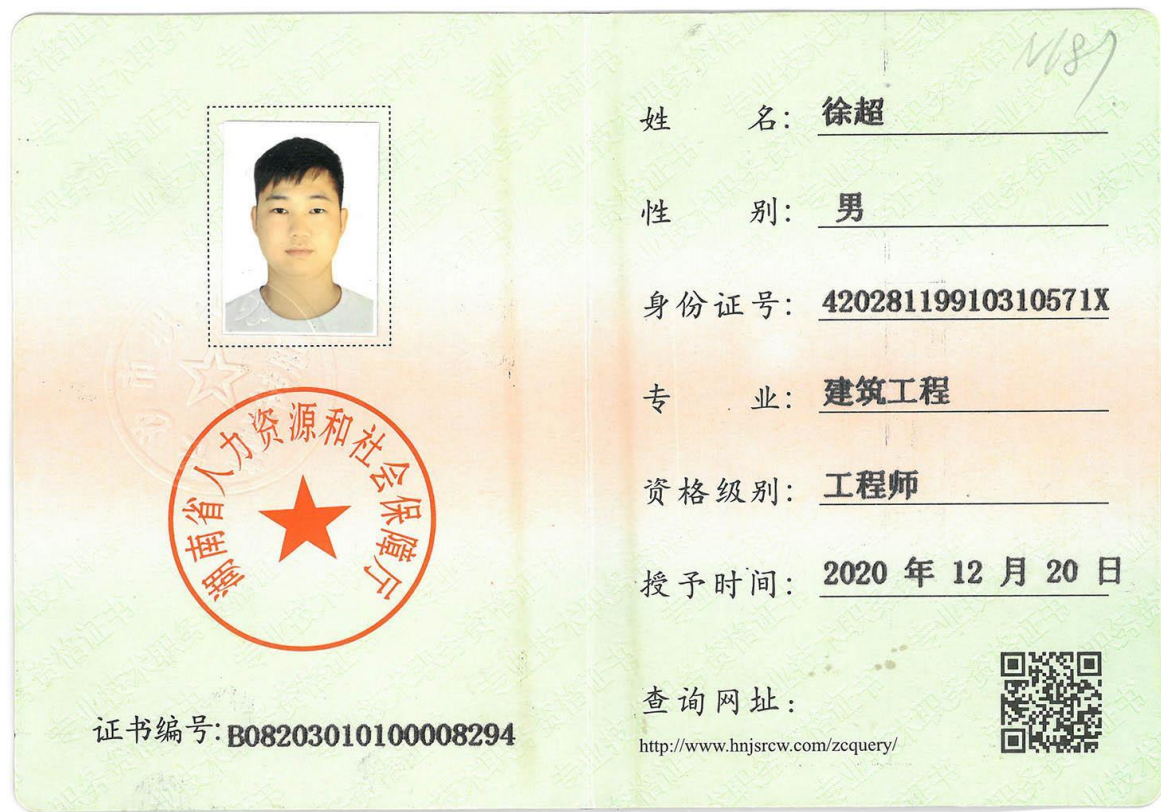 湖南省人力资源和社会保障厅
证书编号:B08203010100008294
姓 名: 徐超
性 别: 男
身份证号: 42028119910310571X
专 业: 建筑工程
资格级别: 工程师
授予时间: 2020 年 12 月 20 日
查询网址:
http://www.hnjsrcw.com/zcquery/